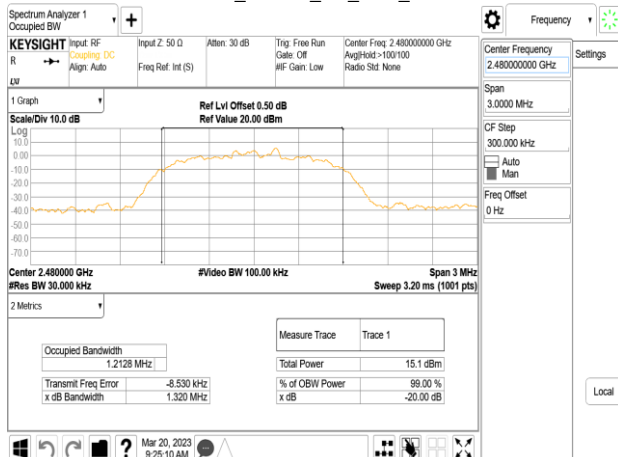 Spectrum Analyzer 1
Occupied BW
Frequency
KEYSIGHT
R
LXI
Input: RF
Coupling: DC
Align: Auto
Input Z: 50 Ω
Freq Ref: Int (S)
Atten: 30 dB
Trig: Free Run
Gate: Off
#IF Gain: Low
Center Freq: 2.480000000 GHz
Avg|Hold:>100/100
Radio Std: None
Center Frequency
2.480000000 GHz
Settings
Span
3.0000 MHz
CF Step
300.000 kHz
Auto
Man
Freq Offset
0 Hz
Local
1 Graph
Scale/Div 10.0 dB
Ref Lvl Offset 0.50 dB
Ref Value 20.00 dBm
Log
10.0
0.00
-10.0
-20.0
-30.0
-40.0
-50.0
-60.0
-70.0
Center 2.480000 GHz
#Res BW 30.000 kHz
#Video BW 100.00 kHz
Span 3 MHz
Sweep 3.20 ms (1001 pts)
2 Metrics
Occupied Bandwidth
1.2128 MHz
Transmit Freq Error -8.530 kHz
x dB Bandwidth 1.320 MHz
Measure Trace Trace 1
Total Power 15.1 dBm
% of OBW Power 99.00 %
x dB -20.00 dB
?
Mar 20, 2023
9:25:10 AM